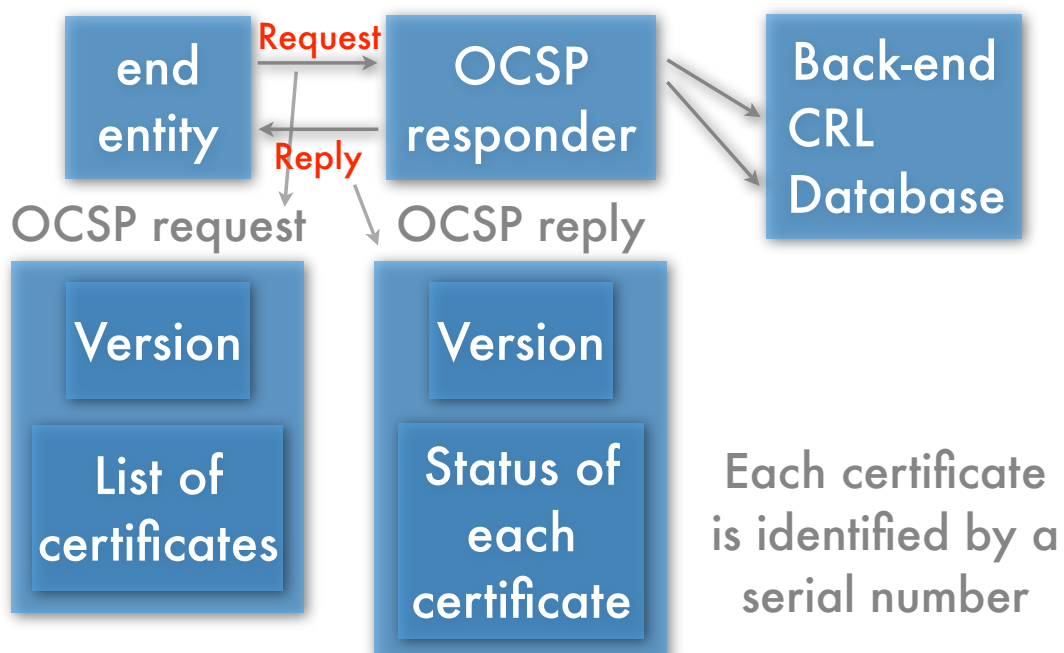 end
entity
Request
Reply
OCSP
responder
Back-end
CRL
Database
OCSP request
OCSP reply
Version
List of
certificates
Version
Status of
each
certificate
Each certificate
is identified by a
serial number